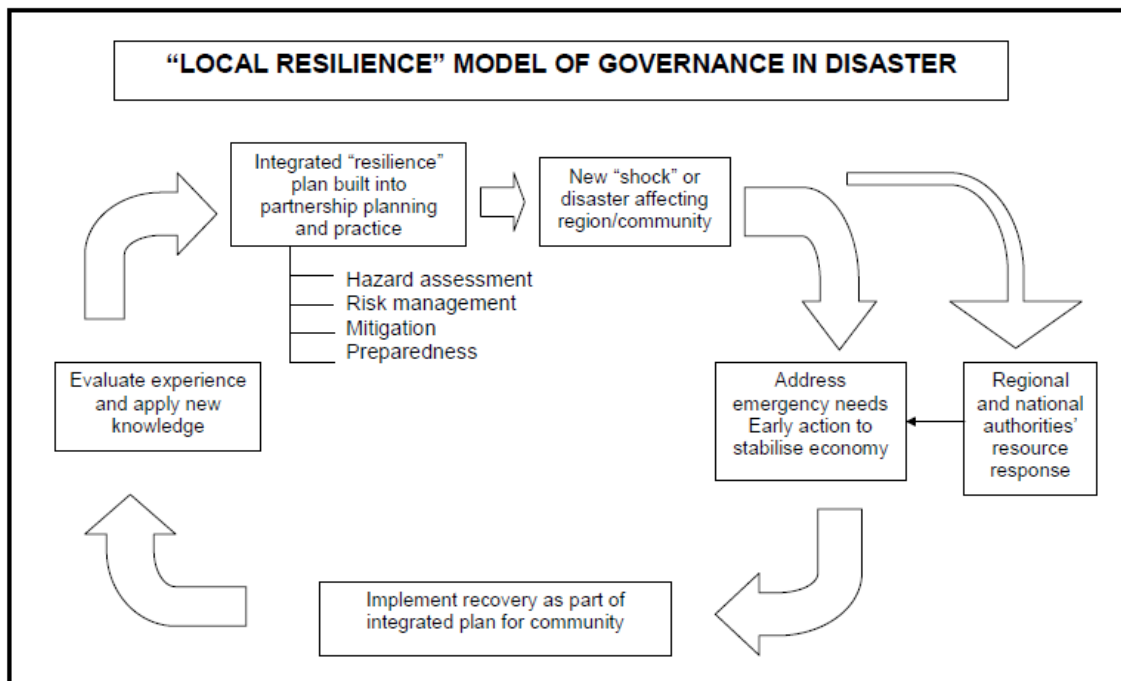 “LOCAL RESILIENCE” MODEL OF GOVERNANCE IN DISASTER
Integrated “resilience”
plan built into
partnership planning
and practice
New “shock” or
disaster affecting
region/community
Hazard assessment
Risk management
Mitigation
Preparedness
Evaluate experience
and apply new
knowledge
Address
emergency needs
Early action to
stabilise economy
Regional
and national
authorities’
resource
response
Implement recovery as part of
integrated plan for community